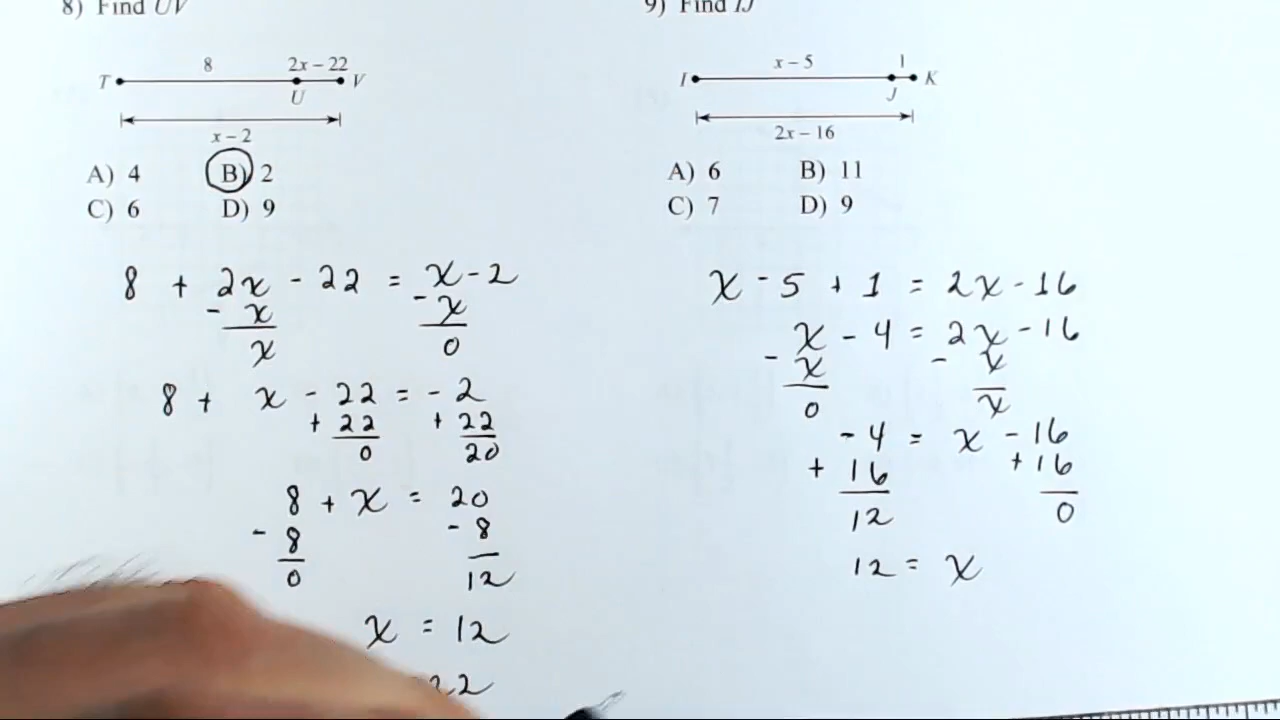 8) Find UV
8 2x – 22
T V
U
x – 2
A) 4 B) 2
C) 6 D) 9
8 + 2x - 22 = x - 2
- x - x
x 0
8 + x - 22 = - 2
+ 22 + 22
0 20
8 + x = 20
- 8 - 8
0 12
x = 12
22
9) Find IJ
x – 5 1
I K
J
2x – 16
A) 6 B) 11
C) 7 D) 9
x - 5 + 1 = 2x - 16
x - 4 = 2x - 16
- x - x
0 x
- 4 = x - 16
+ 16 + 16
12 0
12 = x